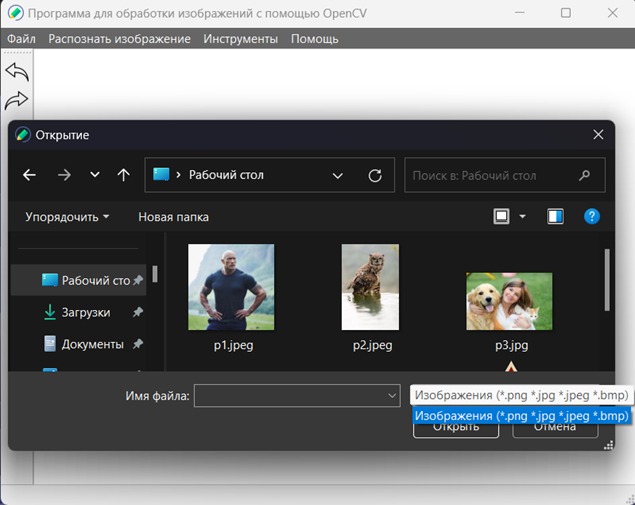 Программа для обработки изображений с помощью OpenCV
Файл Распознать изображение Инструменты Помощь
Открытие
Рабочий стол
Поиск в: Рабочий стол
Упорядочить Новая папка
Рабочий сто
Загрузки
Документы
p1.jpeg p2.jpeg p3.jpg
Имя файла:
Изображения (*.png *.jpg *.jpeg *.bmp)
Изображения (*.png *.jpg *.jpeg *.bmp)
Открыть Отмена